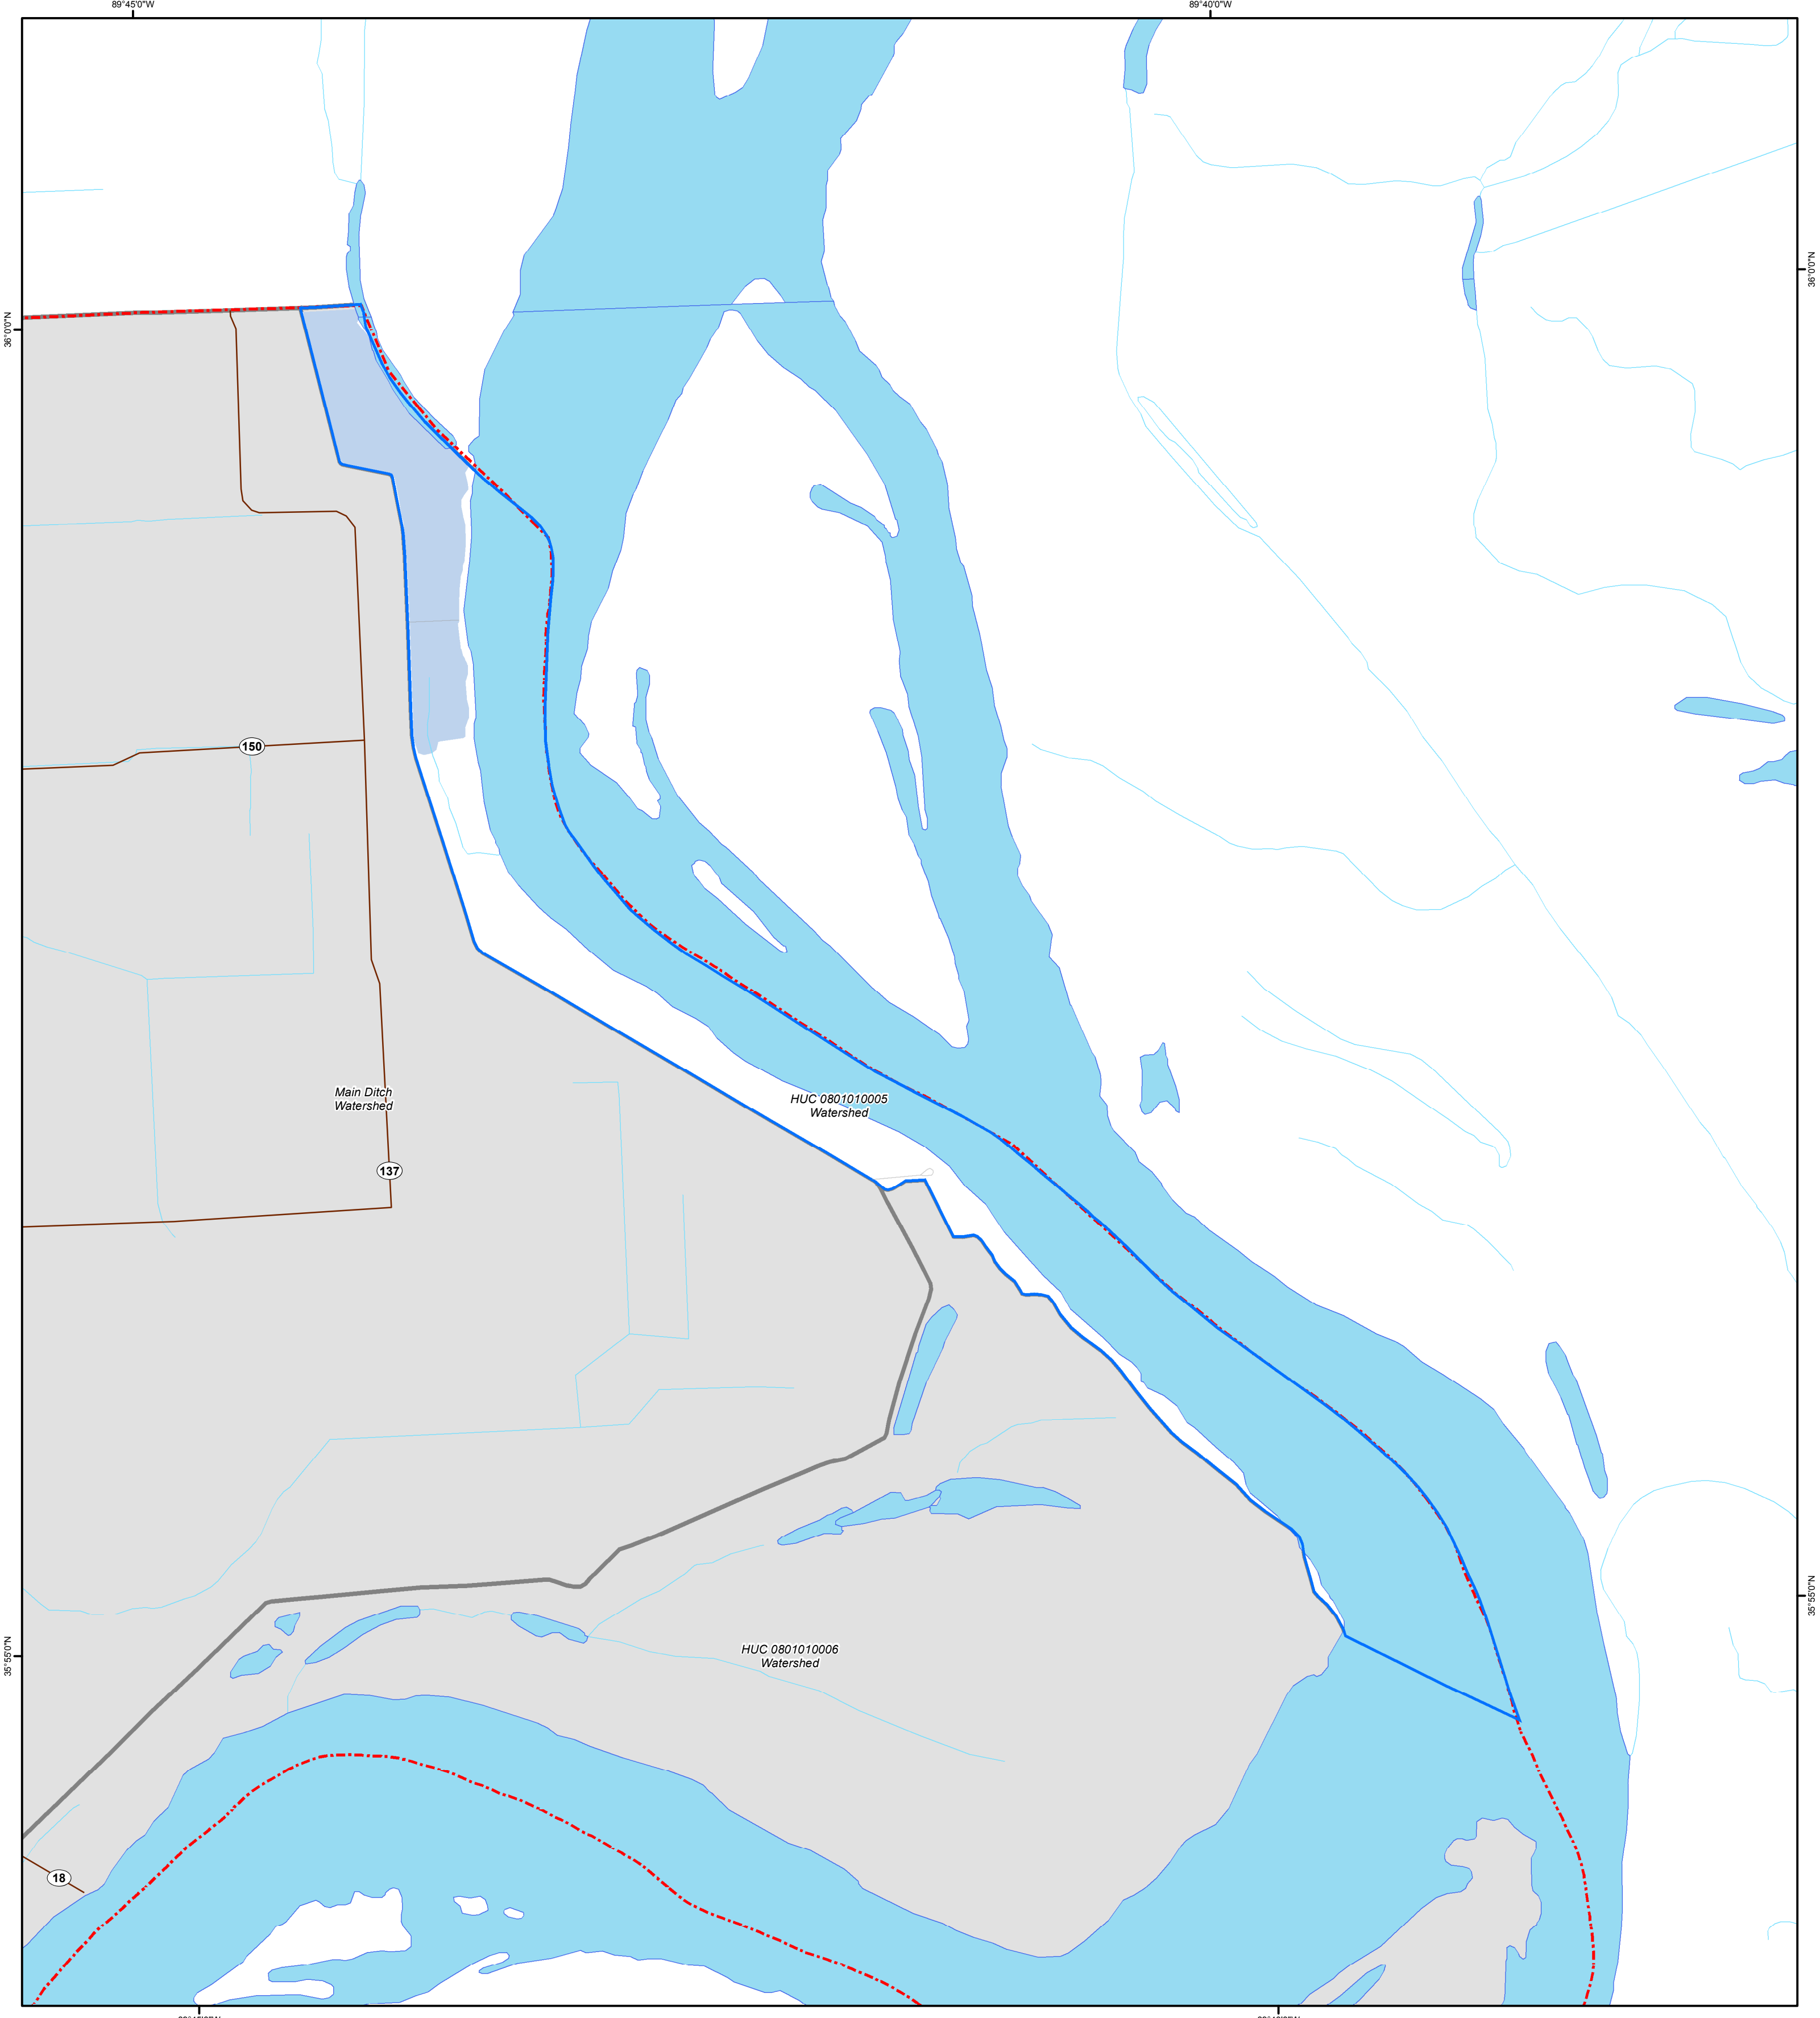 89°45'0"W
89°40'0"W
36°0'0"N
36°0'0"N
150
Main Ditch
Watershed
HUC 0801010005
Watershed
137
35°55'0"N
HUC 0801010006
Watershed
35°55'0"N
18